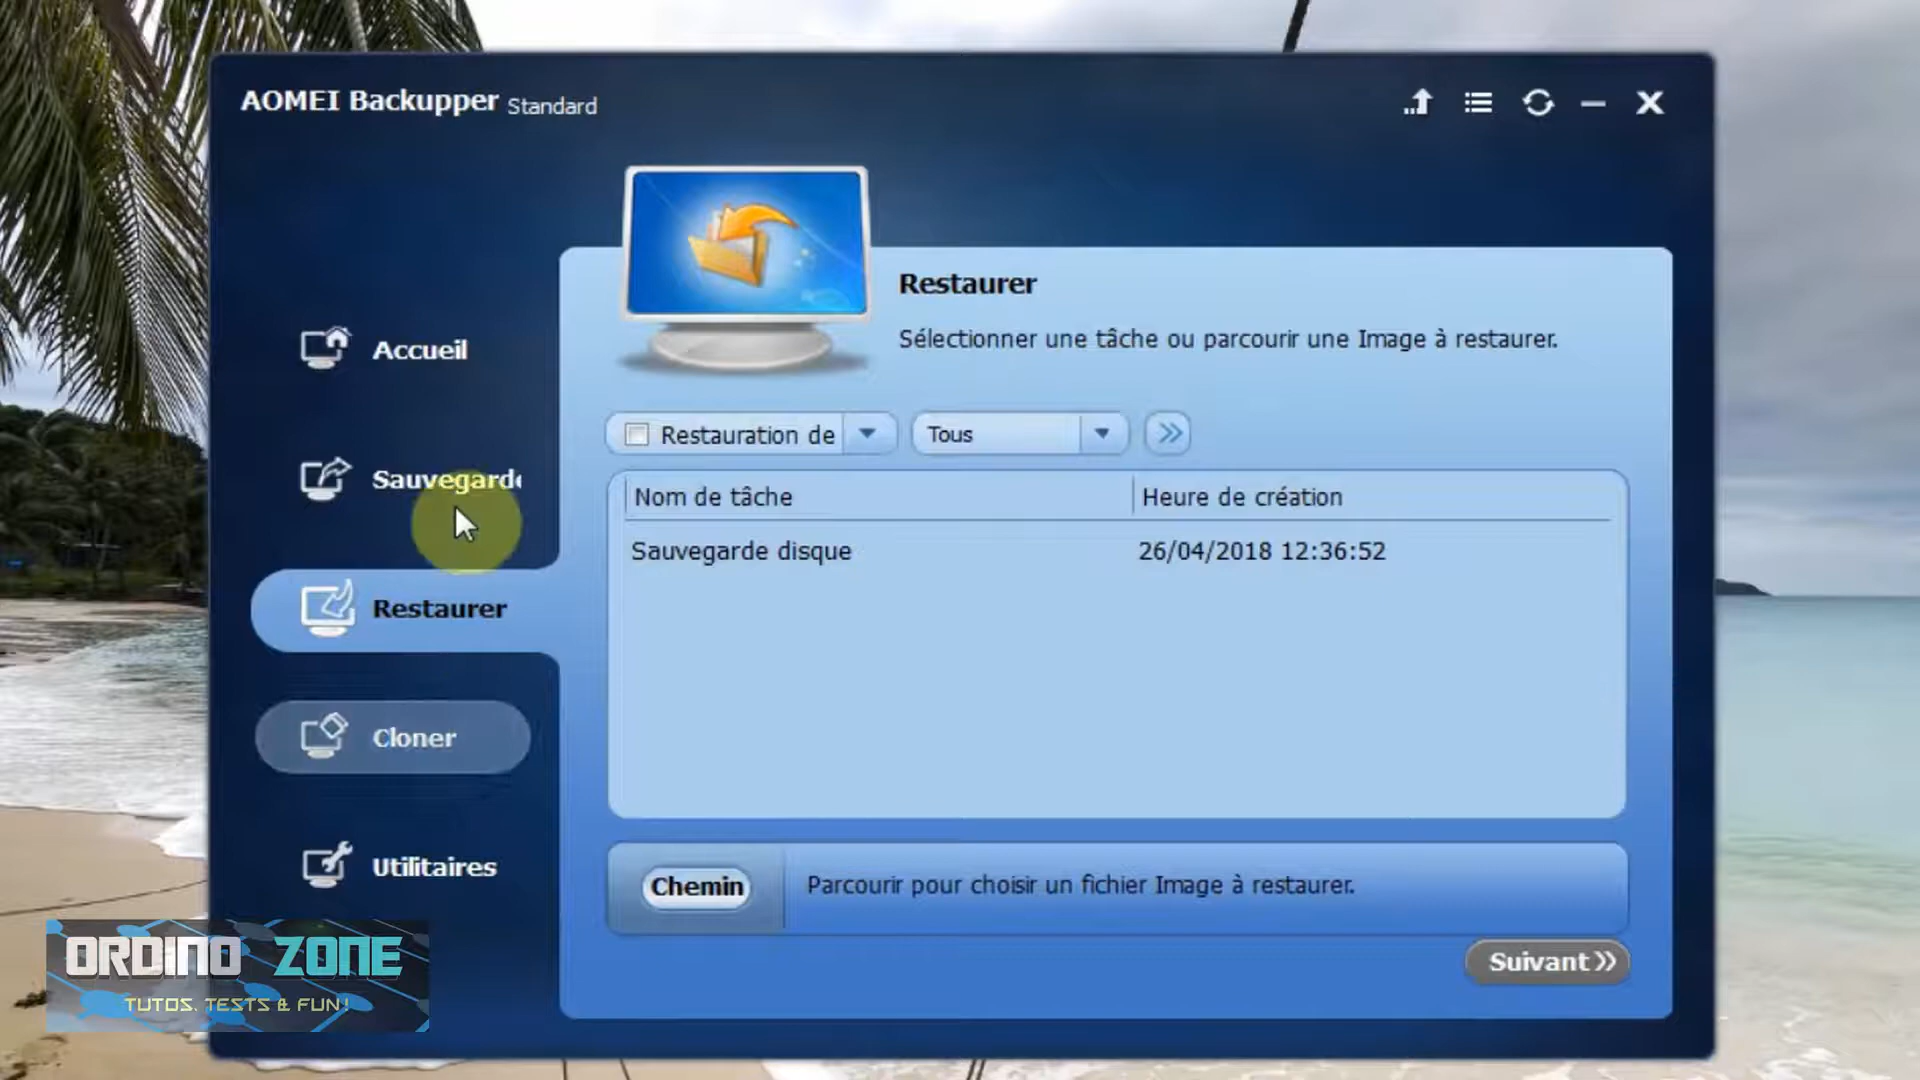 AOMEI Backupper Standard
Restaurer
Sélectionner une tâche ou parcourir une Image à restaurer.
Accueil
Sauvegarde
Restaurer
Cloner
Utilitaires
Restauration de
Tous
Nom de tâche
Heure de création
Sauvegarde disque
26/04/2018 12:36:52
Chemin
Parcourir pour choisir un fichier Image à restaurer.
Suivant
ORDINO ZONE
TUTOS, TESTS & FUN!